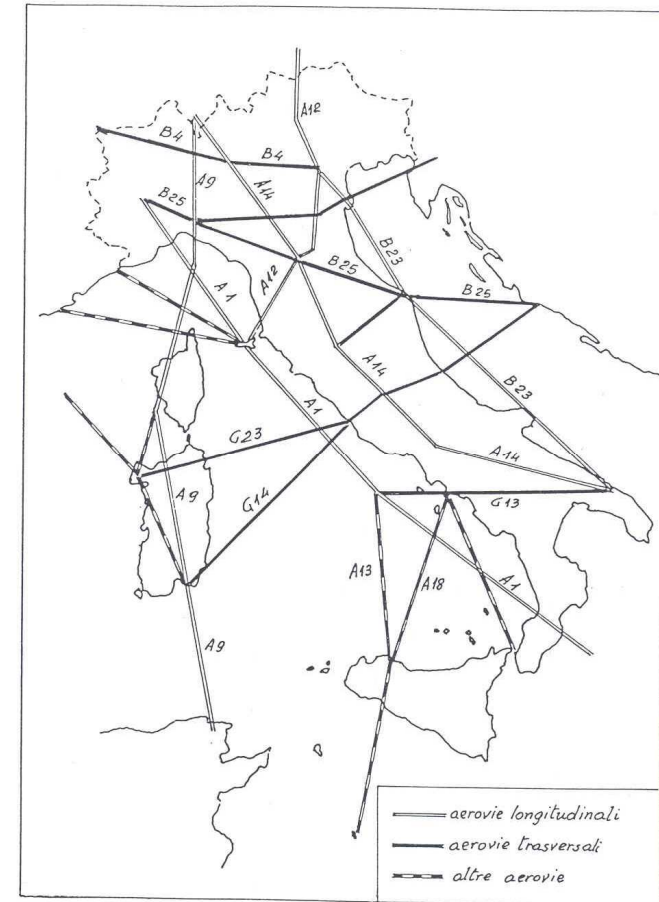 A12
B4
B4
A9
A14
B25
B23
A12
B25
A1
B25
A14
A1
B23
G23
A14
A9
G14
G13
A13
A18
A1
A9
aerovie longitudinali
aerovie trasversali
altre aerovie